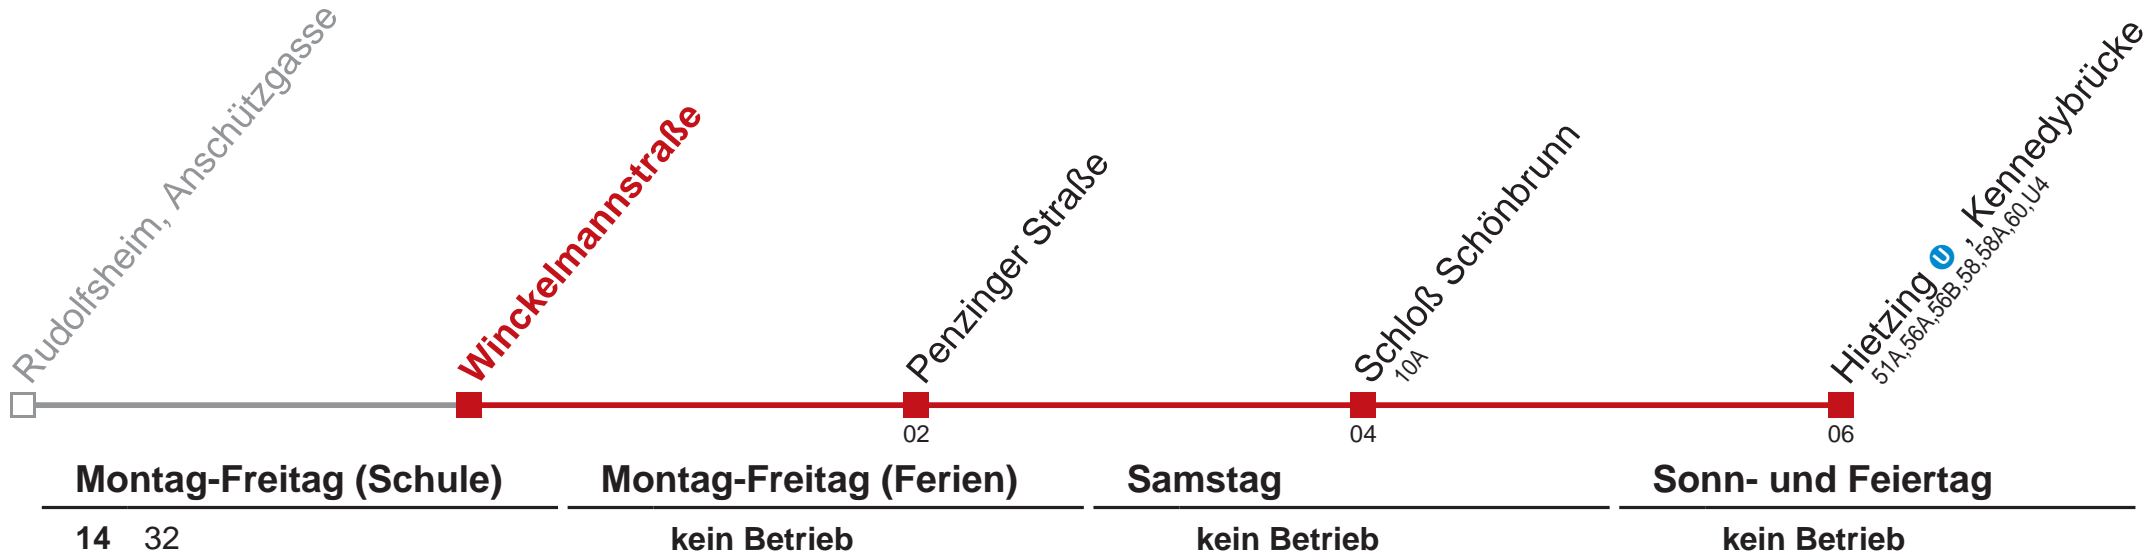 Rudolfsheim, Anschützgasse
Winckelmannstraße
Penzinger Straße
Schloß Schönbrunn
10A
Hietzing U , Kennedybrücke
51A,56A,56B,58,58A,60,U4
02 04 06
Montag-Freitag (Schule) Montag-Freitag (Ferien) Samstag Sonn- und Feiertag
14 32 kein Betrieb kein Betrieb kein Betrieb